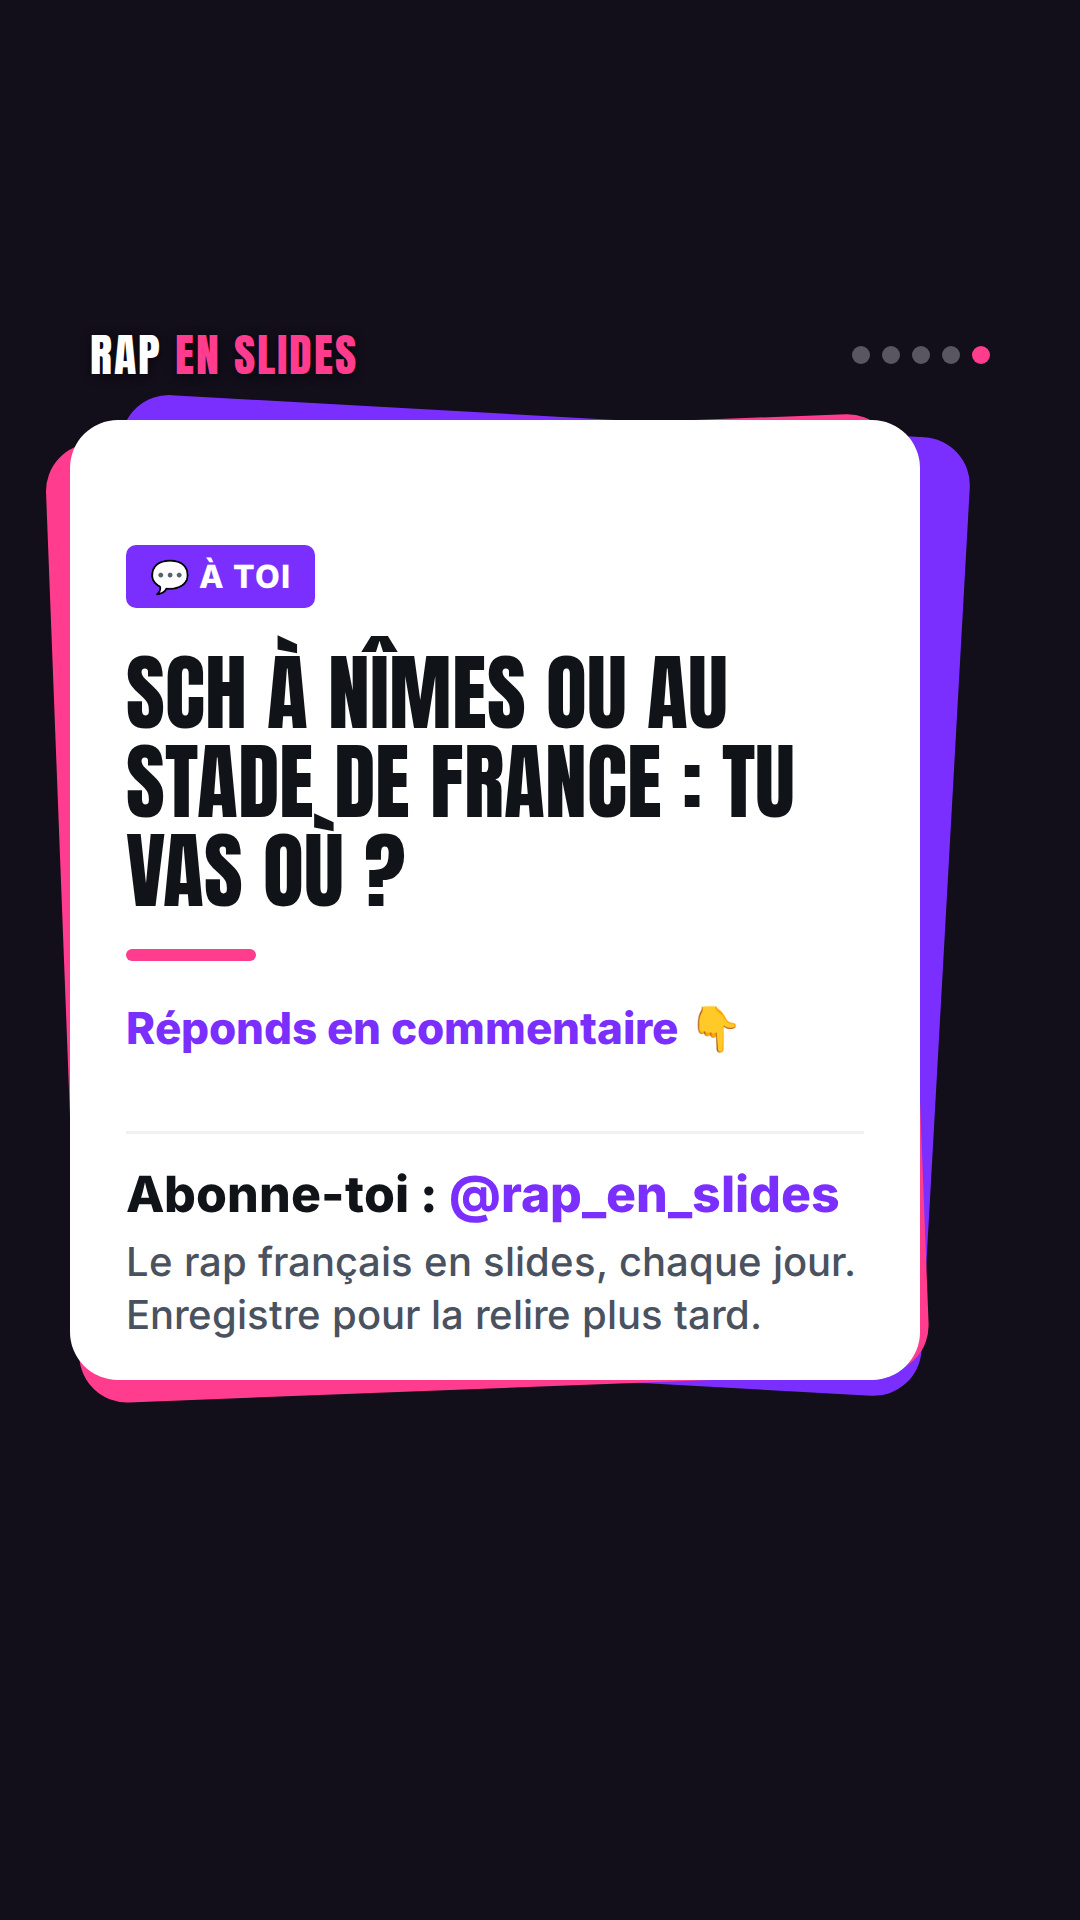 RAP EN SLIDES
💬 À TOI
SCH À NÎMES OU AU
STADE DE FRANCE : TU
VAS OÙ ?
Réponds en commentaire 👇
Abonne-toi : @rap_en_slides
Le rap français en slides, chaque jour.
Enregistre pour la relire plus tard.